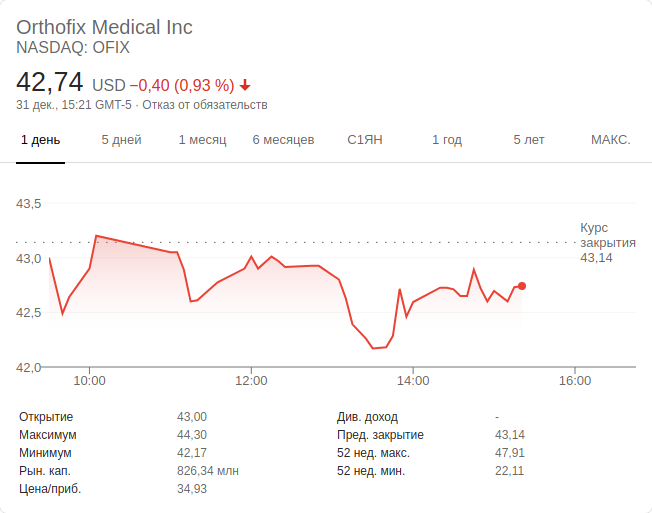 Orthofix Medical Inc
NASDAQ: OFIX
42,74 USD −0,40 (0,93 %)
31 дек., 15:21 GMT-5 · Отказ от обязательств
1 день 5 дней 1 месяц 6 месяцев С1ЯН 1 год 5 лет МАКС.
43,5
43,0
42,5
42,0
Курс
закрытия
43,14
10:00 12:00 14:00 16:00
Открытие 43,00 Див. доход -
Максимум 44,30 Пред. закрытие 43,14
Минимум 42,17 52 нед. макс. 47,91
Рын. кап. 826,34 млн 52 нед. мин. 22,11
Цена/приб. 34,93